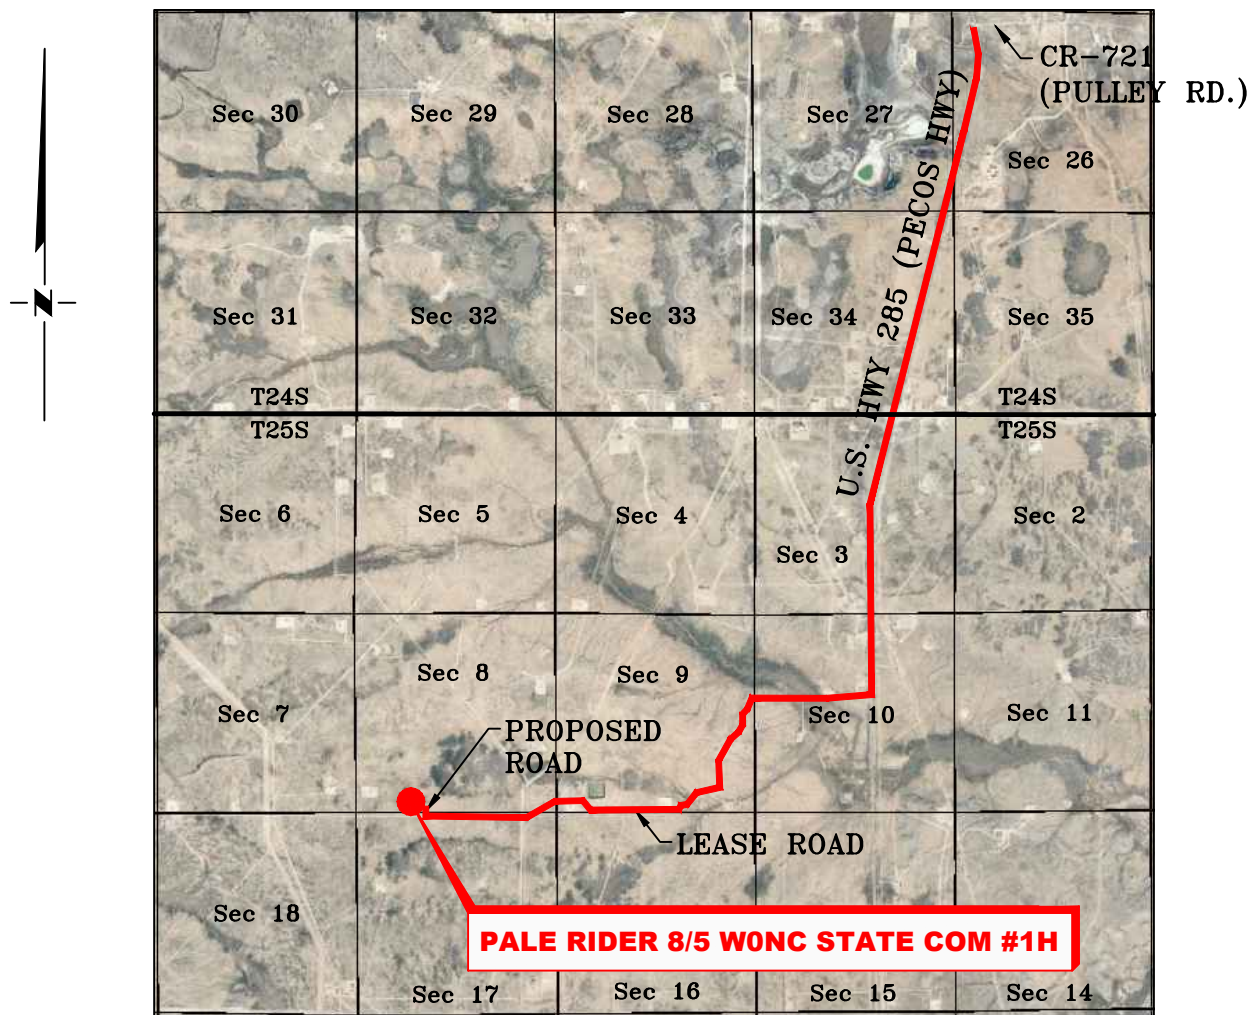 CR-721
(PULLEY RD.)
Sec 30
Sec 29
Sec 28
Sec 27
Sec 26
U.S. HWY 285 (PECOS HWY)
Sec 31
Sec 32
Sec 33
Sec 34
Sec 35
N
T24S
T24S
T25S
T25S
Sec 6
Sec 5
Sec 4
Sec 3
Sec 2
Sec 7
Sec 8
Sec 9
Sec 10
Sec 11
PROPOSED
ROAD
LEASE ROAD
Sec 18
PALE RIDER 8/5 W0NC STATE COM #1H
Sec 17
Sec 16
Sec 15
Sec 14